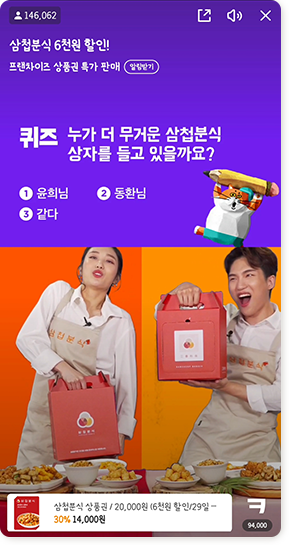 146,062
삼첩분식 6천원 할인!
프랜차이즈 상품권 특가 판매 알림받기
퀴즈 누가 더 무거운 삼첩분식
상자를 들고 있을까요?
1 윤희님 2 동환님
3 같다
삼첩분식 상품권 / 20,000원 (6천원 할인/29일 –
30% 14,000원
94,000